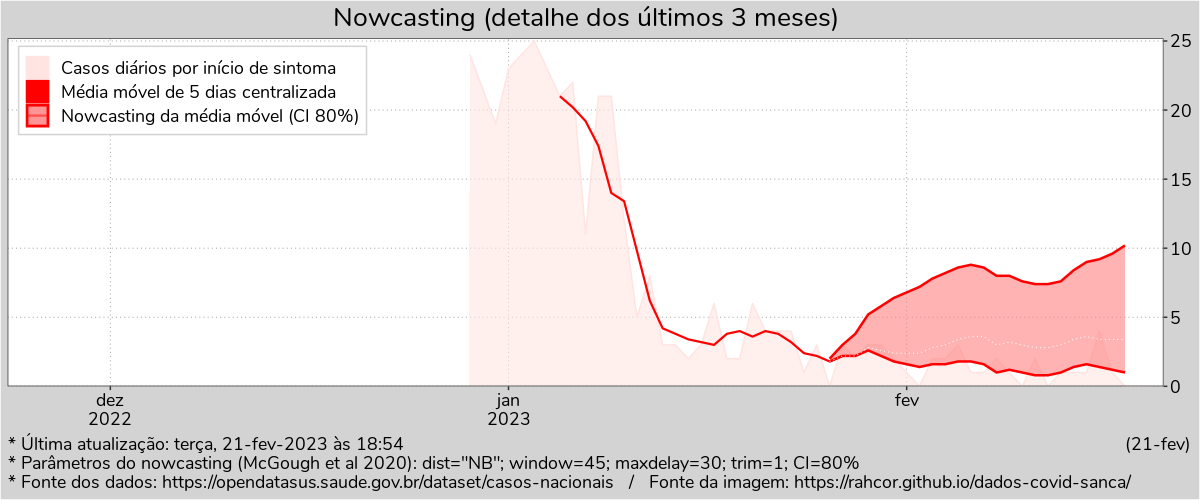 Nowcasting (detalhe dos últimos 3 meses)
Casos diários por início de sintoma
Média móvel de 5 dias centralizada
Nowcasting da média móvel (CI 80%)
25
20
15
10
5
0
dez
2022
jan
2023
fev
* Última atualização: terça, 21-fev-2023 às 18:54
(21-fev)
* Parâmetros do nowcasting (McGough et al 2020): dist="NB"; window=45; maxdelay=30; trim=1; CI=80%
* Fonte dos dados: https://opendatasus.saude.gov.br/dataset/casos-nacionais / Fonte da imagem: https://rahcor.github.io/dados-covid-sanca/